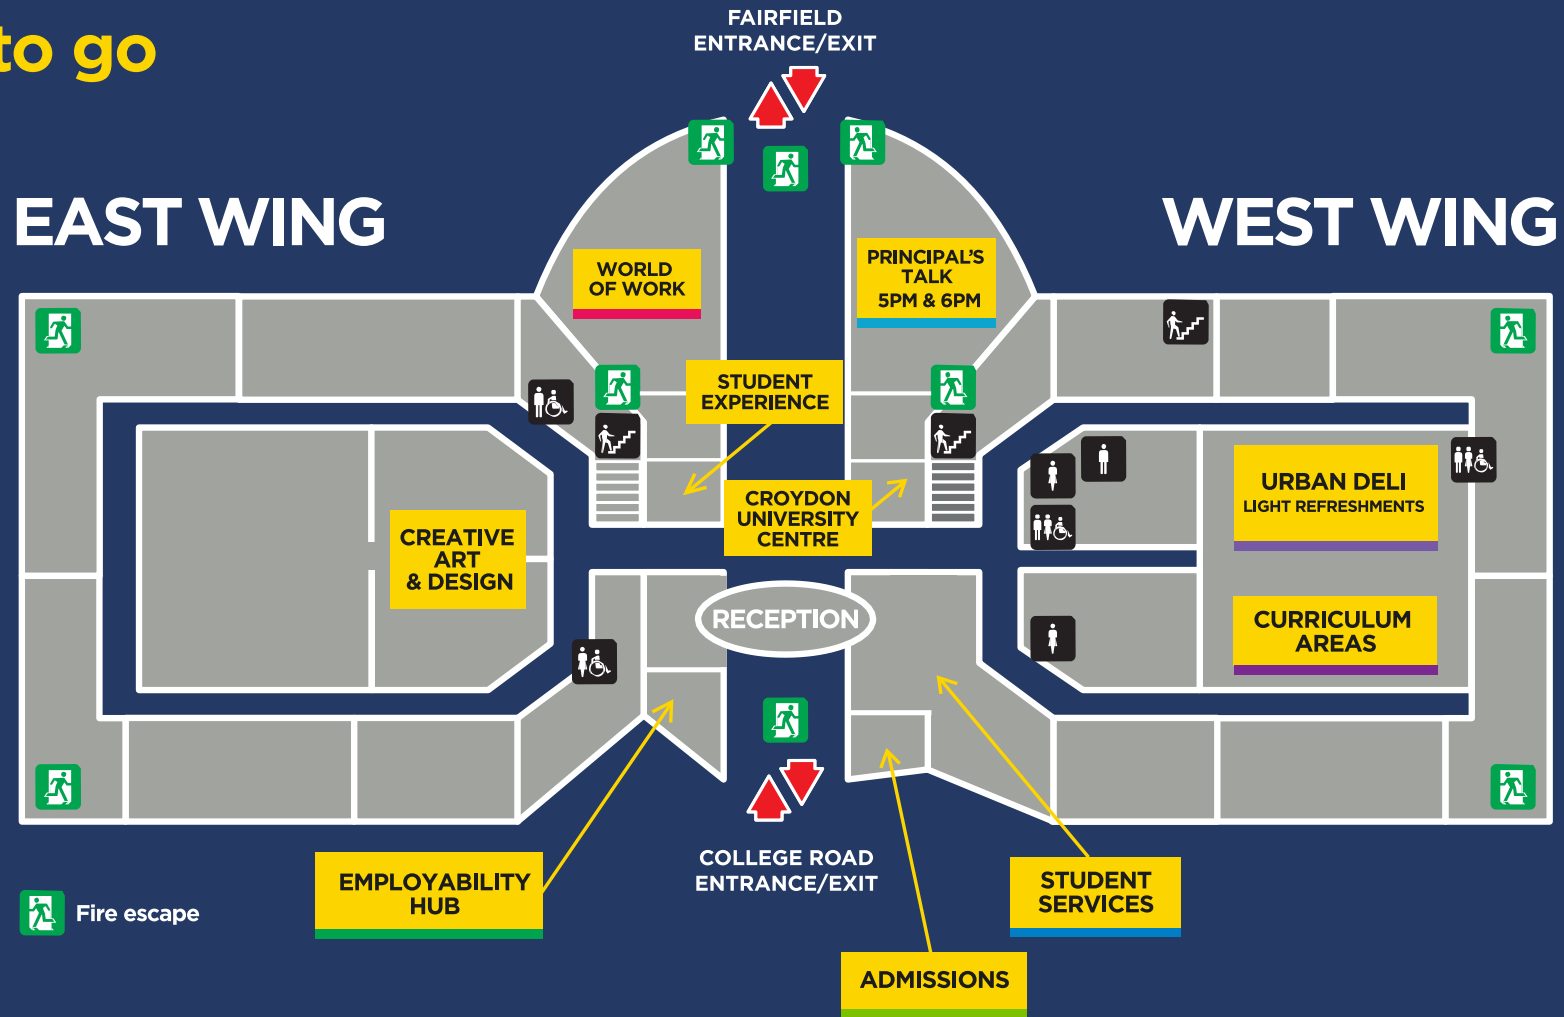 to go
FAIRFIELD
ENTRANCE/EXIT
EAST WING
WEST WING
WORLD
OF WORK
PRINCIPAL'S
TALK
5PM & 6PM
STUDENT
EXPERIENCE
CROYDON
UNIVERSITY
CENTRE
URBAN DELI
LIGHT REFRESHMENTS
CREATIVE
ART
& DESIGN
RECEPTION
CURRICULUM
AREAS
EMPLOYABILITY
HUB
COLLEGE ROAD
ENTRANCE/EXIT
STUDENT
SERVICES
Fire escape
ADMISSIONS